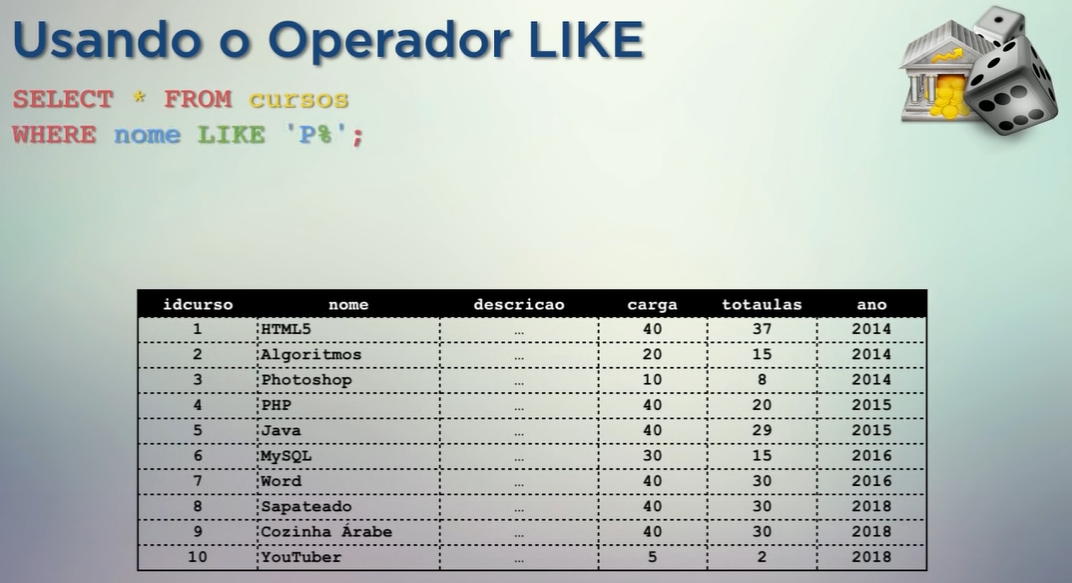 Usando o Operador LIKE
SELECT * FROM cursos
WHERE nome LIKE 'P%';
idcurso nome descricao carga totaulas ano
1 HTML5 … 40 37 2014
2 Algoritmos … 20 15 2014
3 Photoshop … 10 8 2014
4 PHP … 40 20 2015
5 Java … 40 29 2015
6 MySQL … 30 15 2016
7 Word … 40 30 2016
8 Sapateado … 40 30 2018
9 Cozinha Árabe … 40 30 2018
10 YouTuber … 5 2 2018